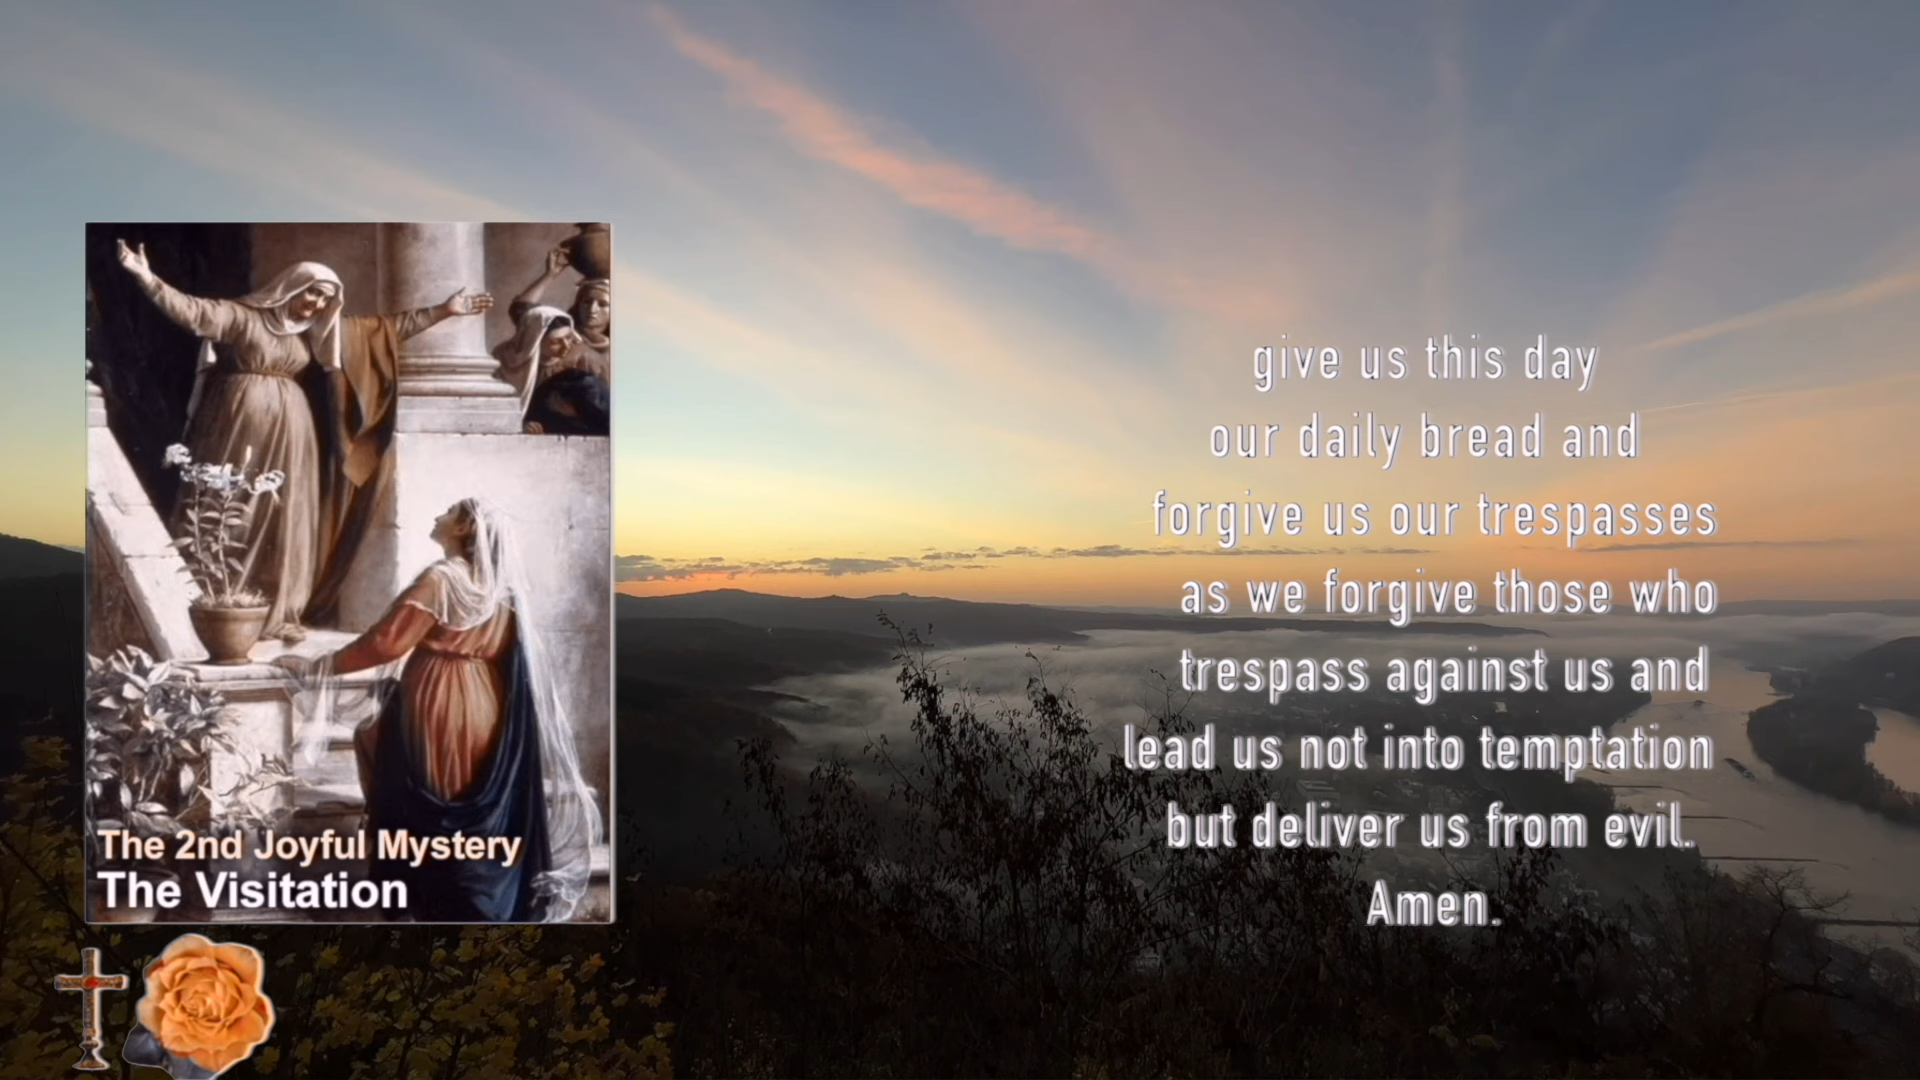 The 2nd Joyful Mystery
The Visitation
give us this day
our daily bread and
forgive us our trespasses
as we forgive those who
trespass against us and
lead us not into temptation
but deliver us from evil.
Amen.